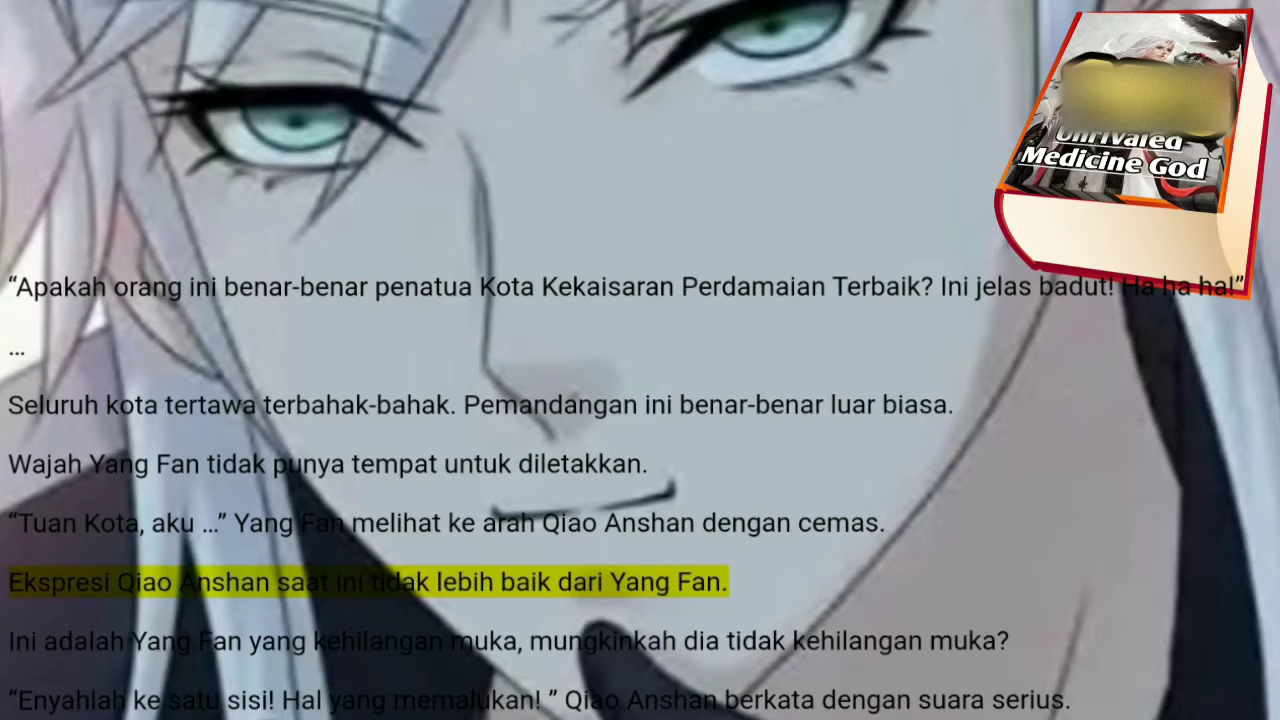 Unrivaled
Medicine God
“Apakah orang ini benar-benar penatua Kota Kekaisaran Perdamaian Terbaik? Ini jelas badut! Ha ha ha!”
...
Seluruh kota tertawa terbahak-bahak. Pemandangan ini benar-benar luar biasa.
Wajah Yang Fan tidak punya tempat untuk diletakkan.
“Tuan Kota, aku ...” Yang Fan melihat ke arah Qiao Anshan dengan cemas.
Ekspresi Qiao Anshan saat ini tidak lebih baik dari Yang Fan.
Ini adalah Yang Fan yang kehilangan muka, mungkinkah dia tidak kehilangan muka?
“Enyahlah ke satu sisi! Hal yang memalukan! ” Qiao Anshan berkata dengan suara serius.